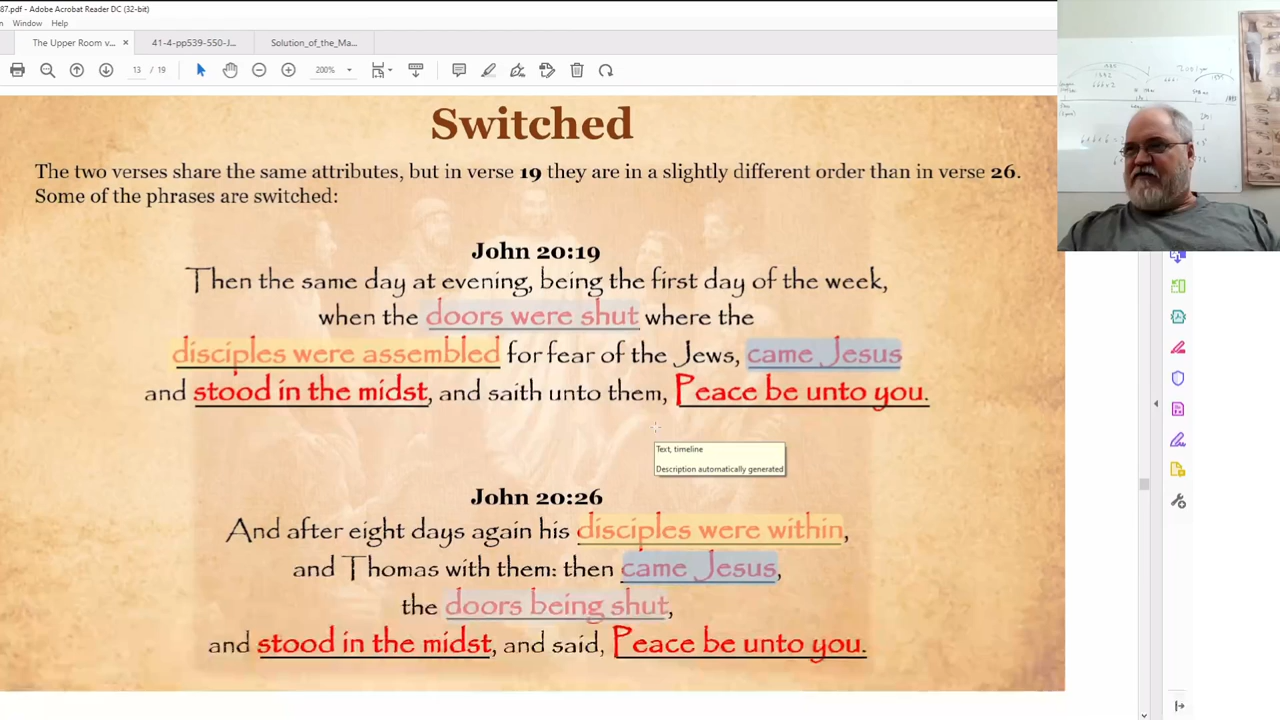 87.pdf - Adobe Acrobat Reader DC (32-bit)
Window Help
The Upper Room v... × 41-4-pp539-550-J... Solution_of_the_Ma...
13 / 19 200%
Switched
The two verses share the same attributes, but in verse 19 they are in a slightly different order than in verse 26.
Some of the phrases are switched:
John 20:19
Then the same day at evening, being the first day of the week,
when the doors were shut where the
disciples were assembled for fear of the Jews, came Jesus
and stood in the midst, and saith unto them, Peace be unto you.
Text, timeline
Description automatically generated
John 20:26
And after eight days again his disciples were within,
and Thomas with them: then came Jesus,
the doors being shut,
and stood in the midst, and said, Peace be unto you.